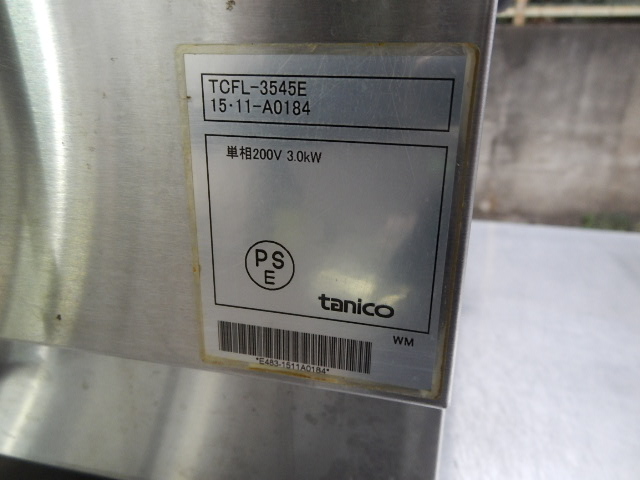 TCFL-3545E
15・11-A0184
単相200V 3.0kW
PS
E
tanico
WM
*E483-1511A0184*